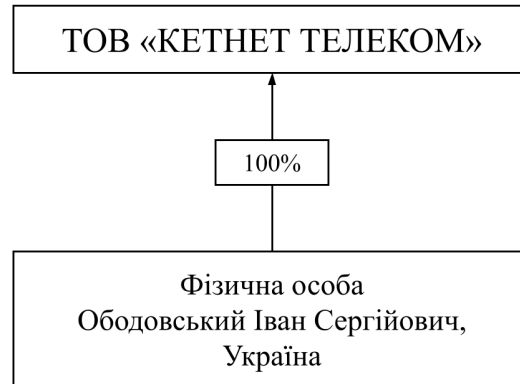 ТОВ «КЕТНЕТ ТЕЛЕКОМ»
100%
Фізична особа
Ободовський Іван Сергійович,
Україна